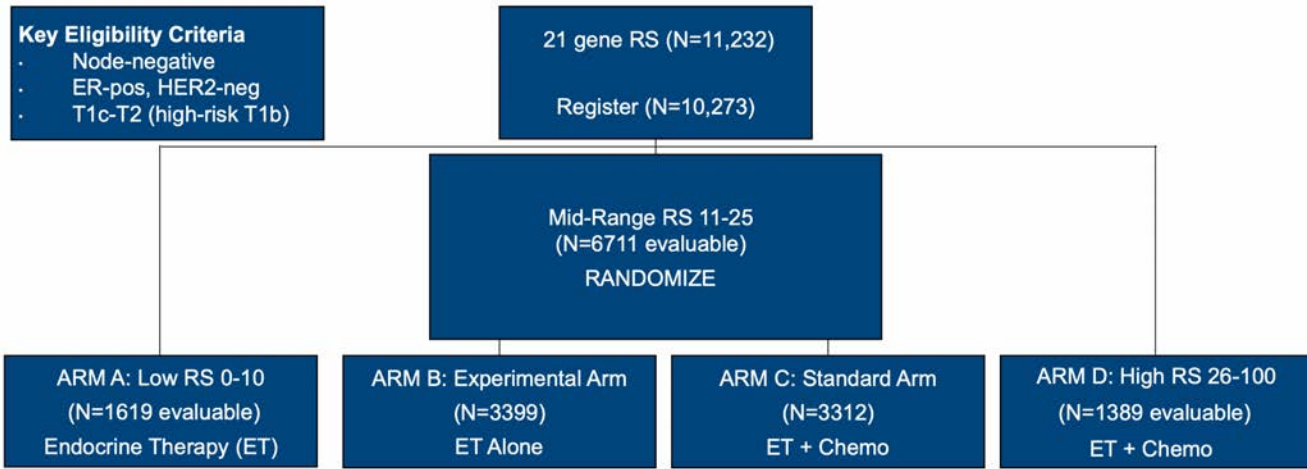 Key Eligibility Criteria
· Node-negative
· ER-pos, HER2-neg
· T1c-T2 (high-risk T1b)
21 gene RS (N=11,232)
Register (N=10,273)
Mid-Range RS 11-25
(N=6711 evaluable)
RANDOMIZE
ARM A: Low RS 0-10
(N=1619 evaluable)
Endocrine Therapy (ET)
ARM B: Experimental Arm
(N=3399)
ET Alone
ARM C: Standard Arm
(N=3312)
ET + Chemo
ARM D: High RS 26-100
(N=1389 evaluable)
ET + Chemo